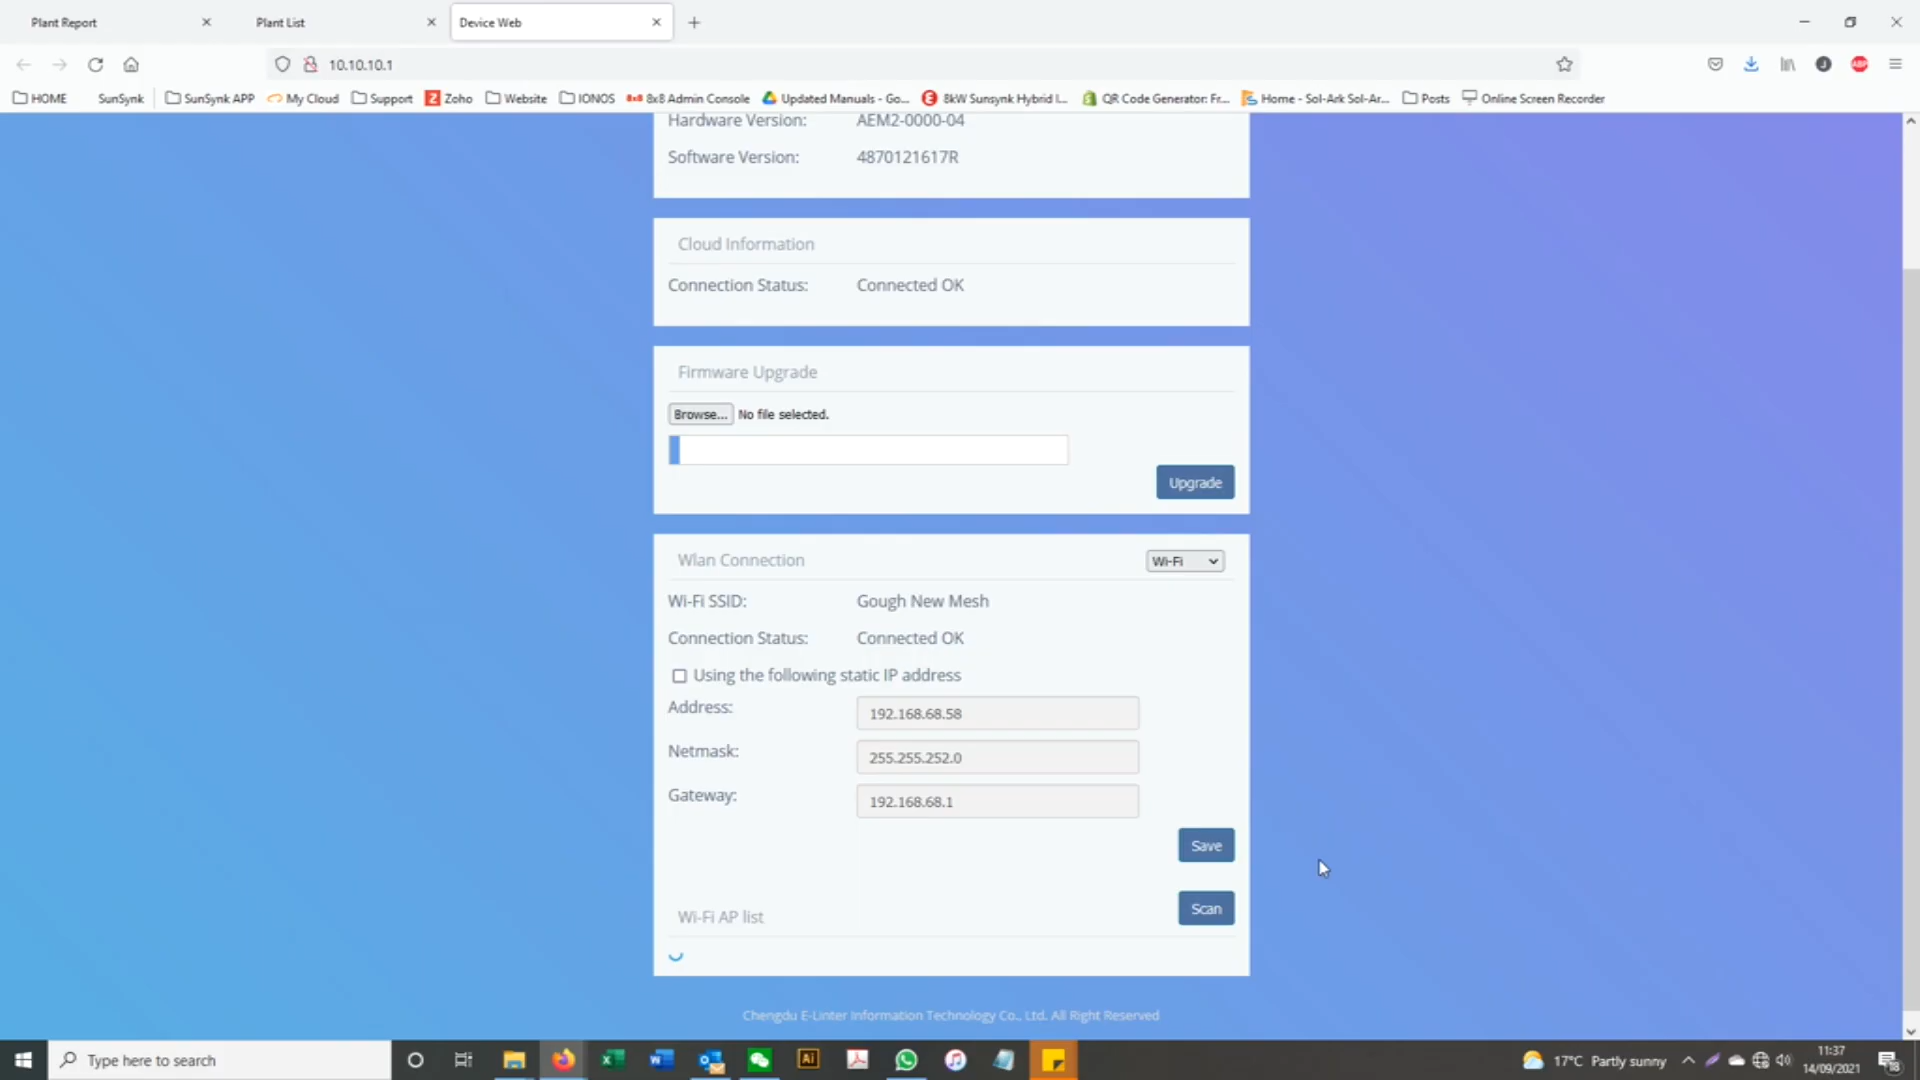 Plant Report
Plant List
Device Web
10.10.10.1
HOME
SunSynk
SunSynk APP
My Cloud
Support
Zoho
Website
IONOS
8x8 Admin Console
Updated Manuals - Go...
8kW Sunsynk Hybrid I...
QR Code Generator: Fr...
Home - Sol-Ark Sol-Ar...
Posts
Online Screen Recorder
Hardware Version: AEM2-0000-04
Software Version: 4870121617R
Cloud Information
Connection Status: Connected OK
Firmware Upgrade
Browse... No file selected.
Upgrade
Wlan Connection
Wi-Fi
Wi-Fi SSID: Gough New Mesh
Connection Status: Connected OK
Using the following static IP address
Address: 192.168.68.58
Netmask: 255.255.252.0
Gateway: 192.168.68.1
Save
Wi-Fi AP list
Scan
Chengdu E-Linter Information Technology Co., Ltd. All Right Reserved
Type here to search
17°C Partly sunny
11:37
14/09/2021